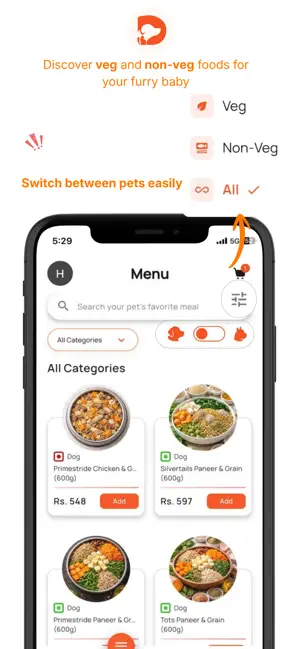 Discover veg and non-veg foods for
your furry baby
Veg
Non-Veg
Switch between pets easily
All
5:29
5G
H
Menu
Search your pet's favorite meal
All Categories
All Categories
Dog
Primestride Chicken & G...
(600g)
Rs. 548
Add
Dog
Silvertails Paneer & Grain
(600g)
Rs. 597
Add
Dog
Primestride Paneer & Gr...
(600g)
Dog
Tots Paneer & Grain
(600g)